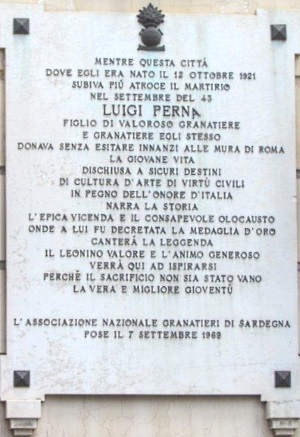 MENTRE QUESTA CITTÁ
DOVE EGLI ERA NATO IL 12 OTTOBRE 1921
SUBIVA PIÚ ATROCE IL MARTIRIO
NEL SETTEMBRE DEL 43
LUIGI PERNA
FIGLIO DI VALOROSO GRANATIERE
E GRANATIERE EGLI STESSO
DONAVA SENZA ESITARE INNANZI ALLE MURA DI ROMA
LA GIOVANE VITA
DISCHIUSA A SICURI DESTINI
DI CULTURA D'ARTE DI VIRTÙ CIVILI
IN PEGNO DELL'ONORE D'ITALIA
NARRA LA STORIA
L'EPICA VICENDA E IL CONSAPEVOLE OLOCAUSTO
ONDE A LUI FU DECRETATA LA MEDAGLIA D'ORO
CANTERÁ LA LEGGENDA
IL LEONINO VALORE E L'ANIMO GENEROSO
VERRÁ QUI AD ISPIRARSI
PERCHÈ IL SACRIFICIO NON SIA STATO VANO
LA VERA E MIGLIORE GIOVENTÙ
L'ASSOCIAZIONE NAZIONALE GRANATIERI DI SARDEGNA
POSE IL 7 SETTEMBRE 1969